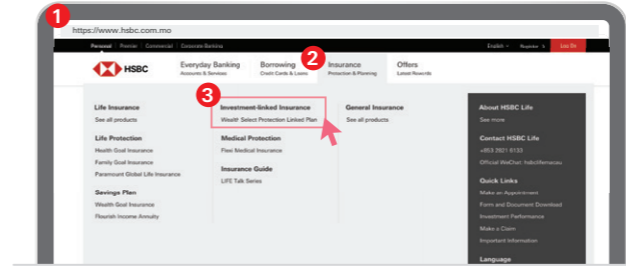 1
https://www.hsbc.com.mo
Personal Premier Commercial Corporate Banking English Register Log On
HSBC
Everyday Banking
Accounts & Services
Borrowing
Credit Cards & Loans
2
Insurance
Protection & Planning
Offers
Latest Rewards
3
Life Insurance
See all products
Life Protection
Health Goal Insurance
Family Goal Insurance
Paramount Global Life Insurance
Savings Plan
Wealth Goal Insurance
Flourish Income Annuity
Investment-linked Insurance
Wealth Select Protection Linked Plan
Medical Protection
Flexi Medical Insurance
Insurance Guide
LIFE Talk Series
General Insurance
See all products
About HSBC Life
See more
Contact HSBC Life
+853 2821 6133
Official WeChat: hsbclifemacau
Quick Links
Make an Appointment
Form and Document Download
Investment Performance
Make a Claim
Important Information
Language